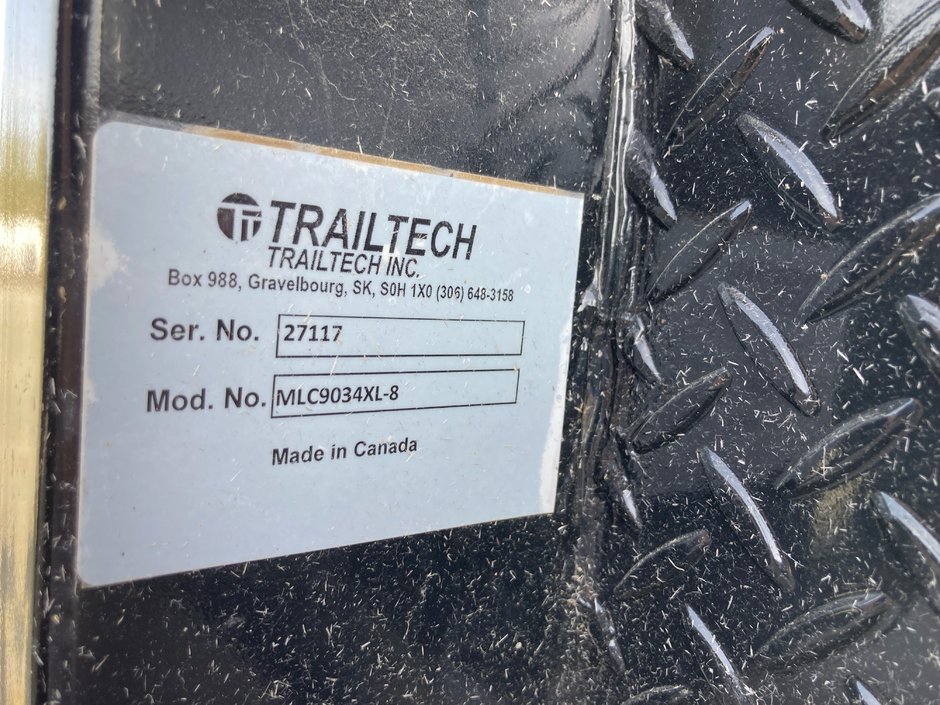 TRAILTECH
TRAILTECH INC.
Box 988, Gravelbourg, SK, S0H 1X0 (306) 648-3158
Ser. No. 27117
Mod. No. MLC9034XL-8
Made in Canada